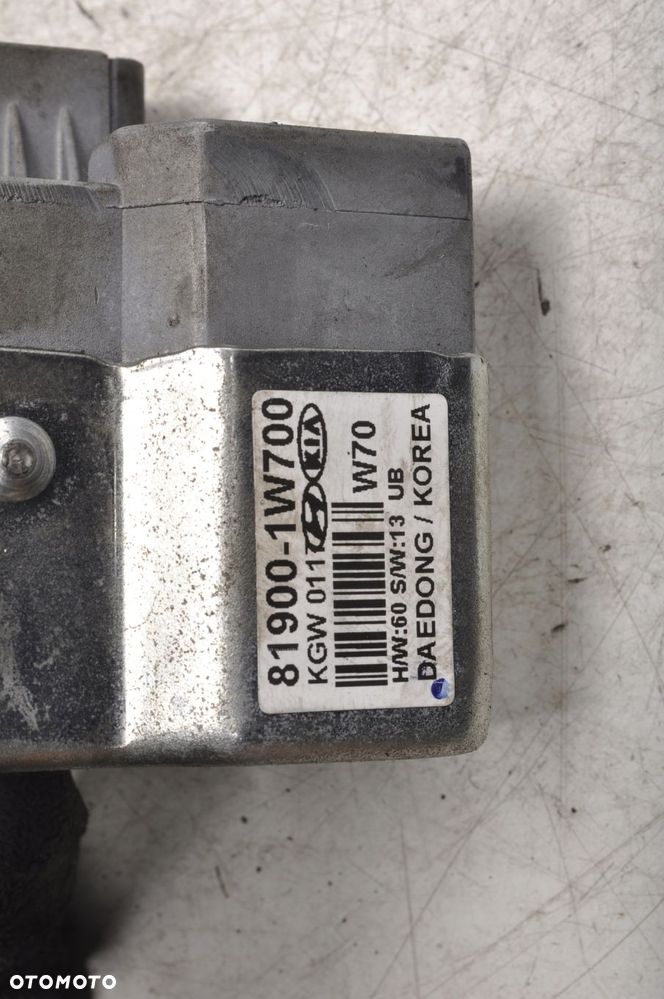 81900-1W700
KGW 0111 KIA
W70
H/W:60 S/W:13 UB
DAEDONG / KOREA
OTOMOTO